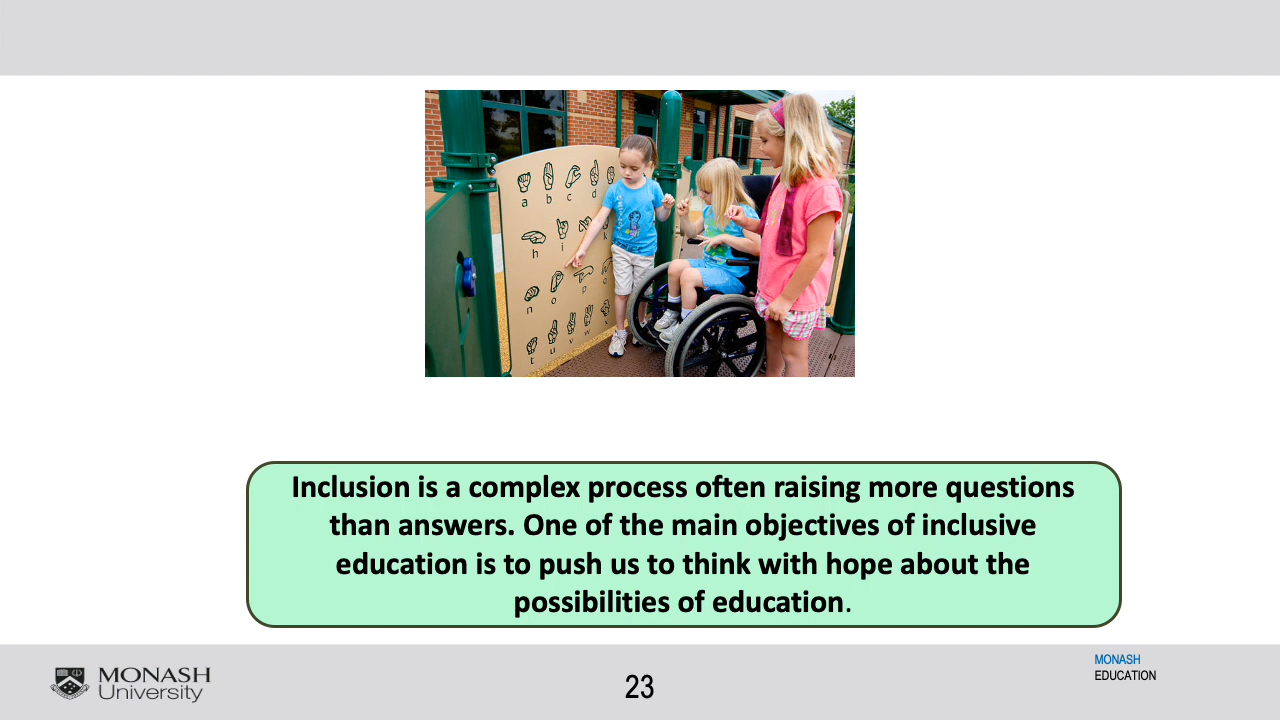 a b c d
h i k
n o p q
t u v w
Inclusion is a complex process often raising more questions
than answers. One of the main objectives of inclusive
education is to push us to think with hope about the
possibilities of education.
MONASH
University
23
MONASH
EDUCATION